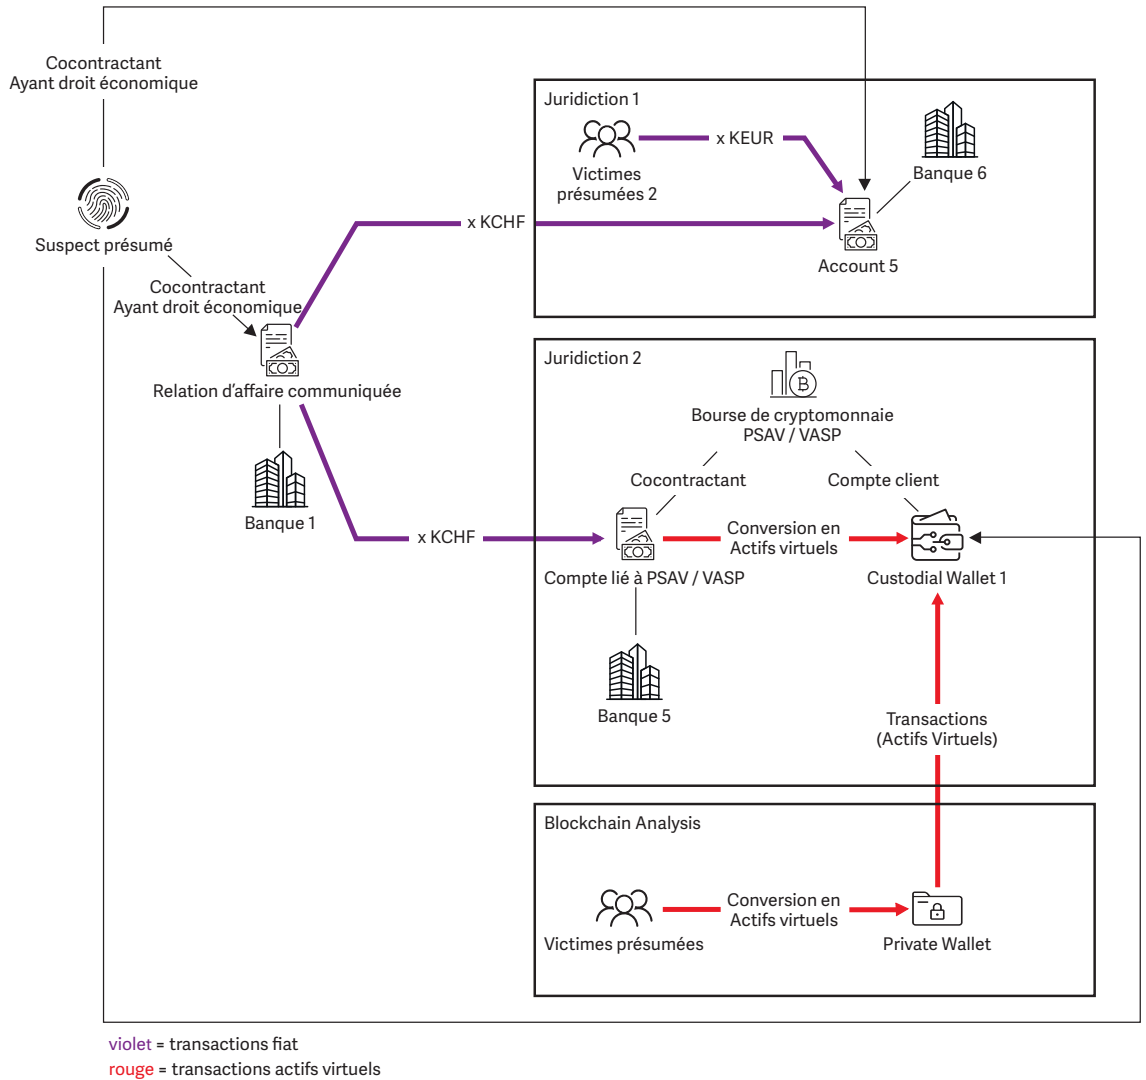 Cocontractant
Ayant droit économique
Juridiction 1
x KEUR
Victimes
présumées 2
Banque 6
Suspect présumé
x KCHF
Account 5
Cocontractant
Ayant droit économique
Relation d'affaire communiquée
Banque 1
Juridiction 2
Bourse de cryptomonnaie
PSAV / VASP
Cocontractant
Compte client
x KCHF
Conversion en
Actifs virtuels
Compte lié à PSAV / VASP
Custodial Wallet 1
Banque 5
Transactions
(Actifs Virtuels)
Blockchain Analysis
Conversion en
Actifs virtuels
Victimes présumées
Private Wallet
violet = transactions fiat
rouge = transactions actifs virtuels